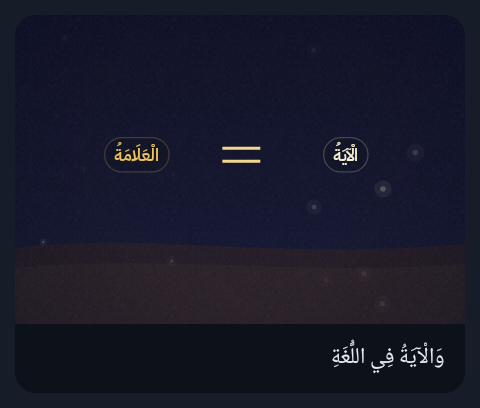 الْآيَةُ = الْعَلَامَةُ
وَالْآيَةُ فِي اللُّغَةِ